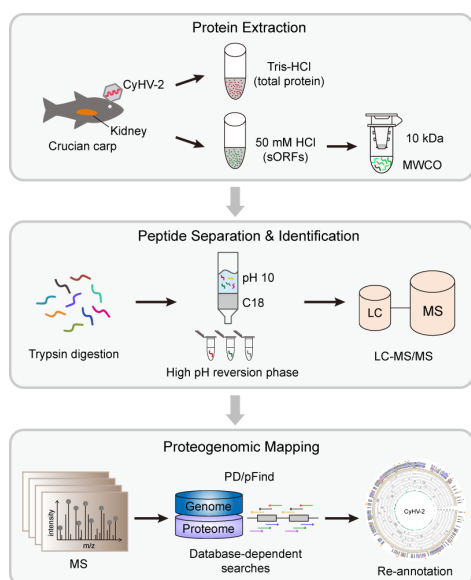 Protein Extraction
CyHV-2
Kidney
Crucian carp
Tris-HCl
(total protein)
50 mM HCl
(sORFs)
10 kDa
MWCO
Peptide Separation & Identification
Trypsin digestion
pH 10
C18
High pH reversion phase
LC
MS
LC-MS/MS
Proteogenomic Mapping
intensity
m/z
MS
PD/pFind
Genome
Proteome
Database-dependent
searches
CyHV-2
Re-annotation